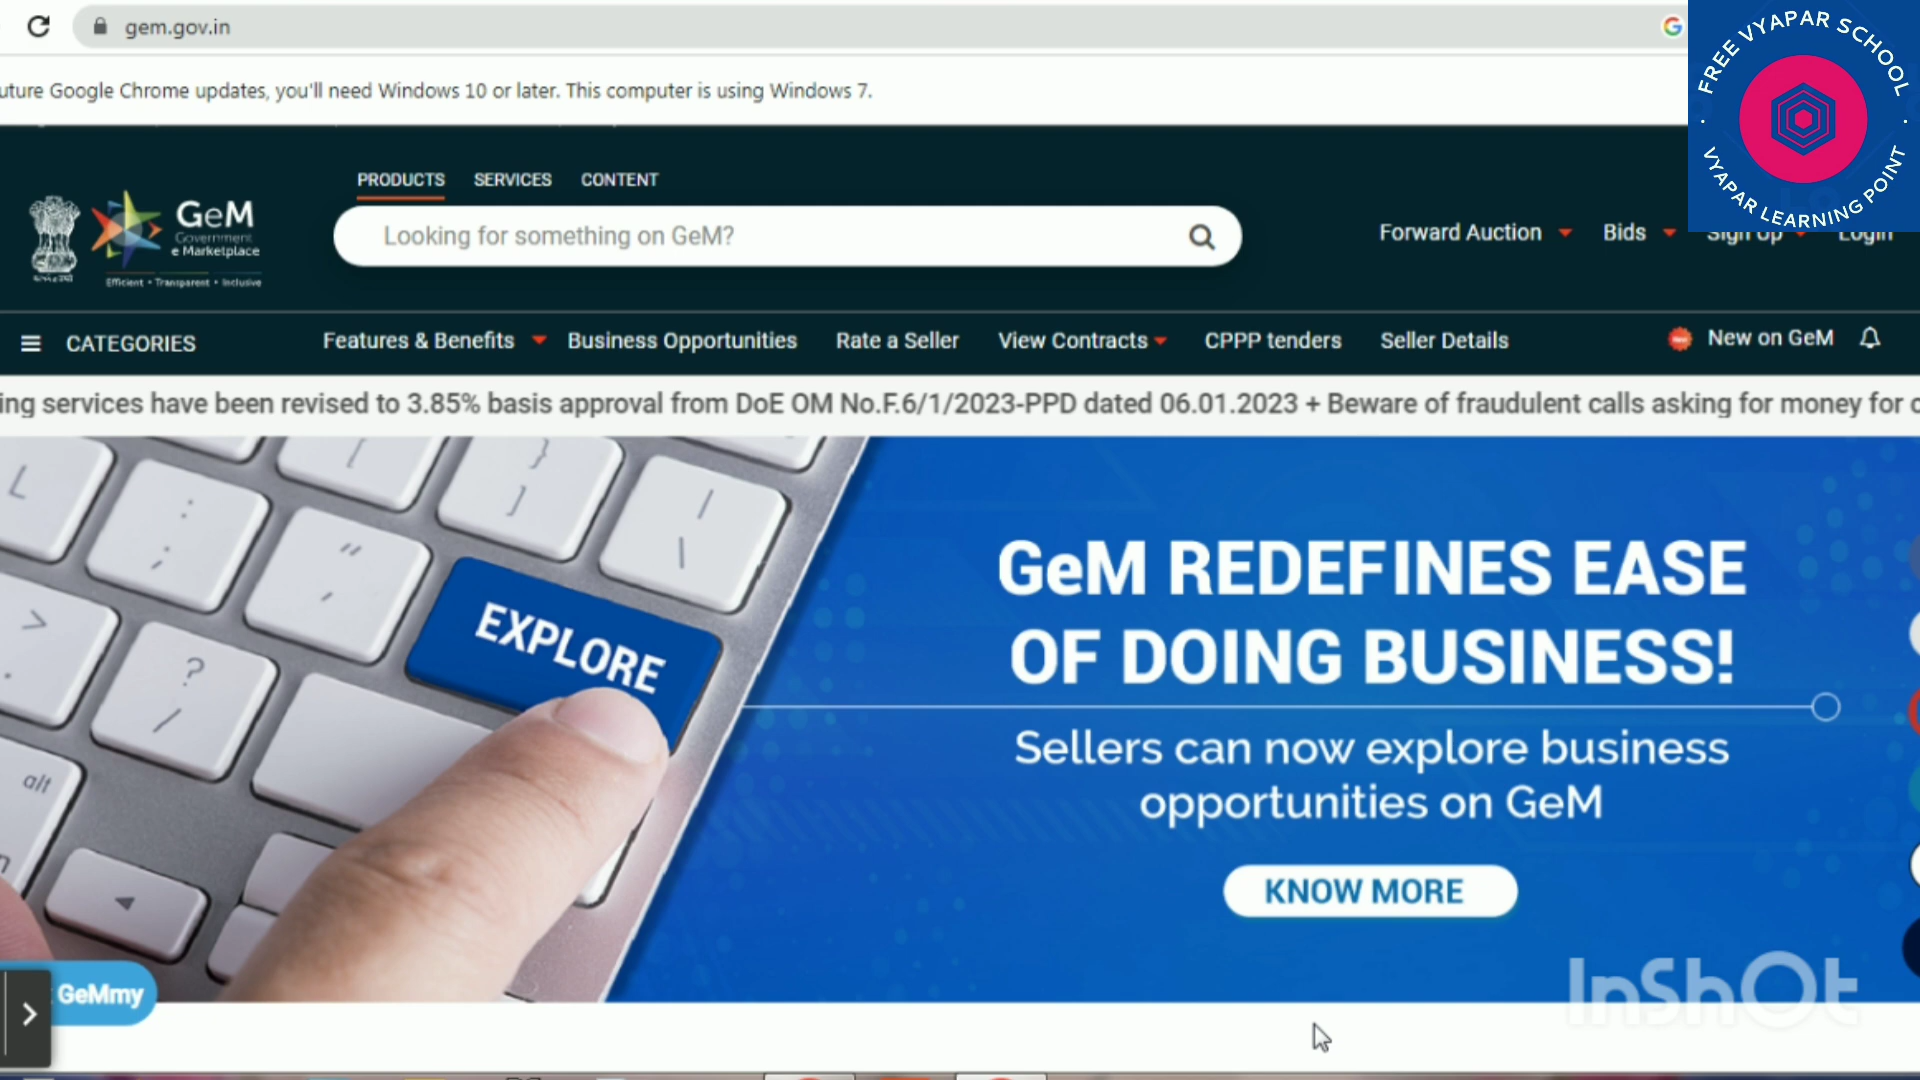 gem.gov.in
uture Google Chrome updates, you'll need Windows 10 or later. This computer is using Windows 7.
FREE VYAPAR SCHOOL
VYAPAR LEARNING POINT
PRODUCTS SERVICES CONTENT
GeM
Government
e Marketplace
Efficient • Transparent • Inclusive
Looking for something on GeM?
Forward Auction Bids Sign Up Login
CATEGORIES Features & Benefits Business Opportunities Rate a Seller View Contracts CPPP tenders Seller Details New on GeM
ing services have been revised to 3.85% basis approval from DoE OM No.F.6/1/2023-PPD dated 06.01.2023 + Beware of fraudulent calls asking for money for
L : ; " ' [ } ] | \
> . ? /
alt
EXPLORE
GeM REDEFINES EASE
OF DOING BUSINESS!
Sellers can now explore business
opportunities on GeM
KNOW MORE
GeMmy
InShOt